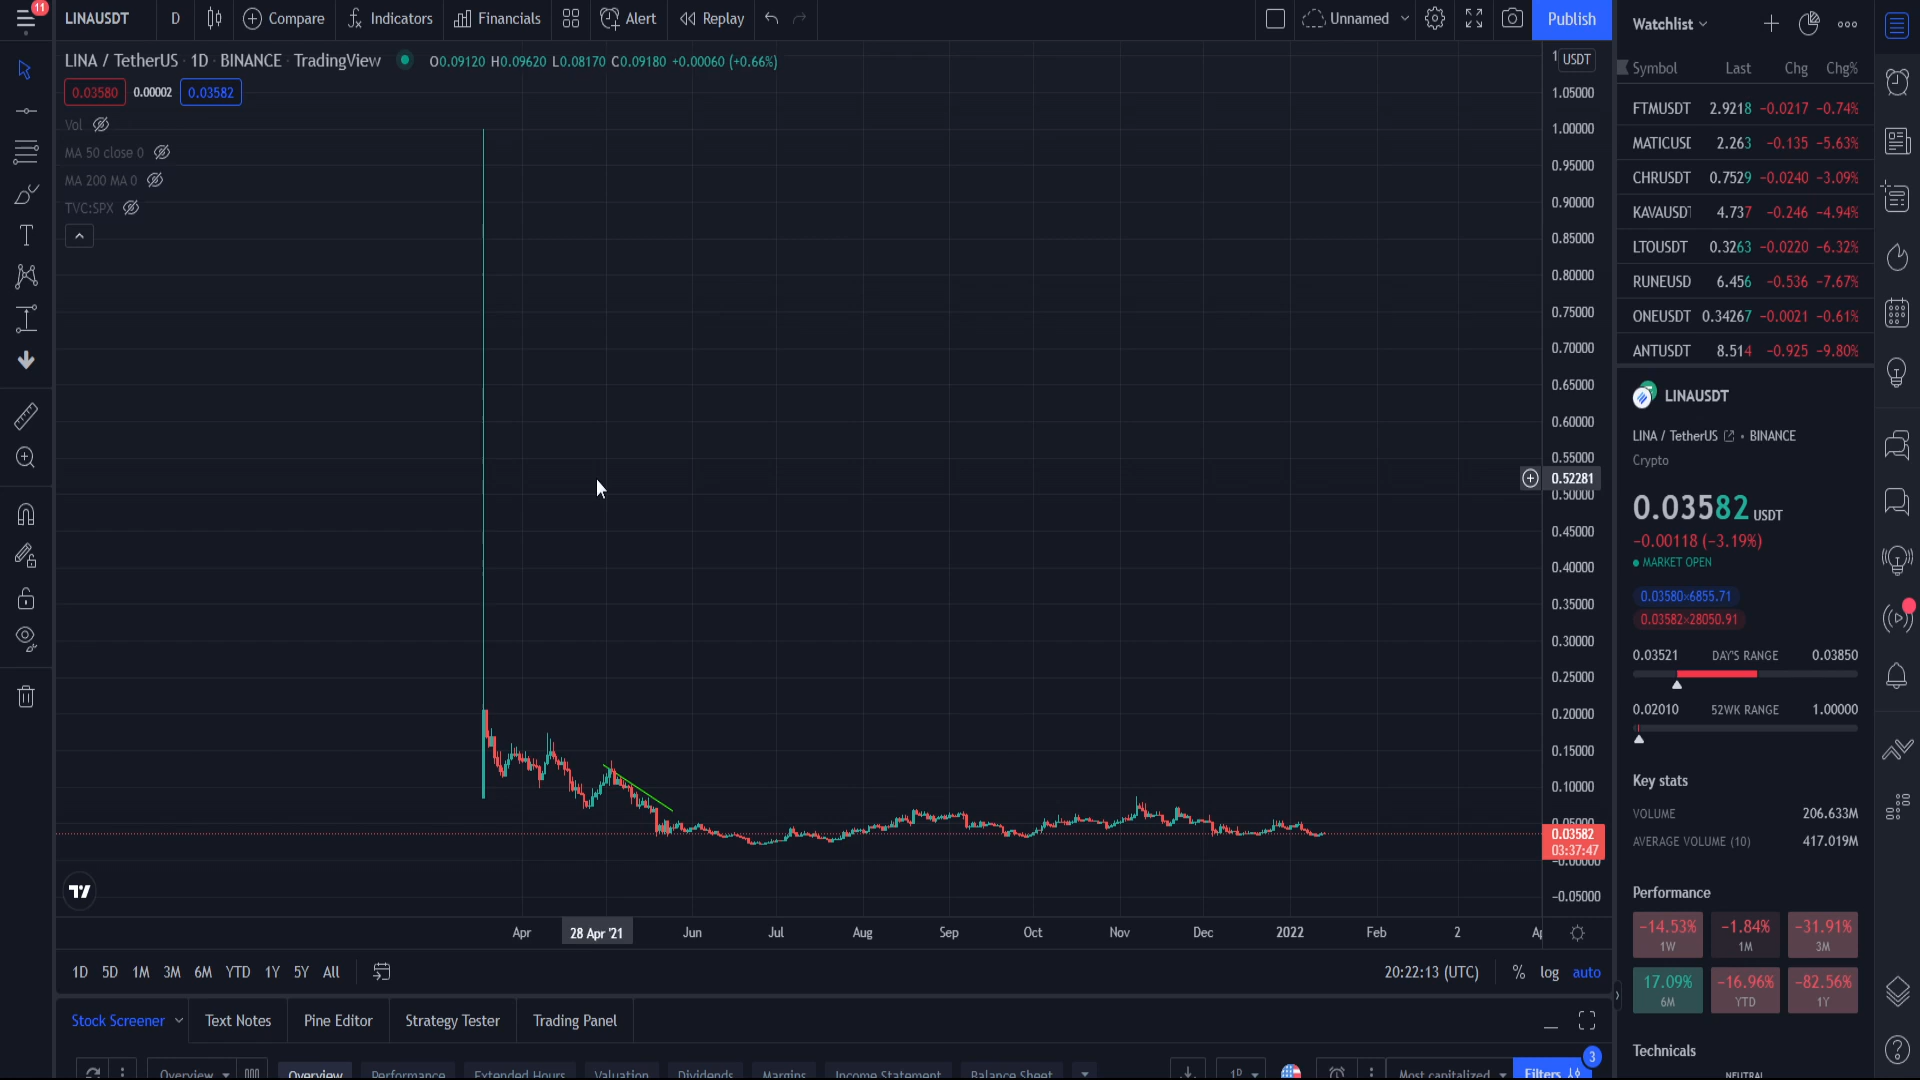 11
LINAUSDT D Compare Indicators Financials Alert Replay Unnamed Publish
LINA / TetherUS · 1D · BINANCE · TradingView O0.09120 H0.09620 L0.08170 C0.09180 +0.00060 (+0.66%)
0.03580 0.00002 0.03582
Vol
MA 50 close 0
MA 200 MA 0
TVC:SPX
USDT
1.05000
1.00000
0.95000
0.90000
0.85000
0.80000
0.75000
0.70000
0.65000
0.60000
0.55000
0.52281
0.50000
0.45000
0.40000
0.35000
0.30000
0.25000
0.20000
0.15000
0.10000
0.05000
0.03582
03:37:47
-0.00000
-0.05000
Apr 28 Apr '21 Jun Jul Aug Sep Oct Nov Dec 2022 Feb 2
1D 5D 1M 3M 6M YTD 1Y 5Y All 20:22:13 (UTC) % log auto
Stock Screener Text Notes Pine Editor Strategy Tester Trading Panel
3
Overview Overview Performance Extended Hours Valuation Dividends Margins Income Statement Balance Sheet 1D Most capitalized Filters
Watchlist
Symbol Last Chg Chg%
FTMUSDT 2.9218 -0.0217 -0.74%
MATICUSD 2.263 -0.135 -5.63%
CHRUSDT 0.7529 -0.0240 -3.09%
KAVAUSDT 4.737 -0.246 -4.94%
LTOUSDT 0.3263 -0.0220 -6.32%
RUNEUSD 6.456 -0.536 -7.67%
ONEUSDT 0.34267 -0.0021 -0.61%
ANTUSDT 8.514 -0.925 -9.80%
LINAUSDT
LINA / TetherUS • BINANCE
Crypto
0.03582 USDT
-0.00118 (-3.19%)
MARKET OPEN
0.03580×6855.71
0.03582×28050.91
0.03521 DAY'S RANGE 0.03850
0.02010 52WK RANGE 1.00000
Key stats
VOLUME 206.633M
AVERAGE VOLUME (10) 417.019M
Performance
-14.53% -1.84% -31.91%
1W 1M 3M
17.09% -16.96% -82.56%
6M YTD 1Y
Technicals
NEUTRAL